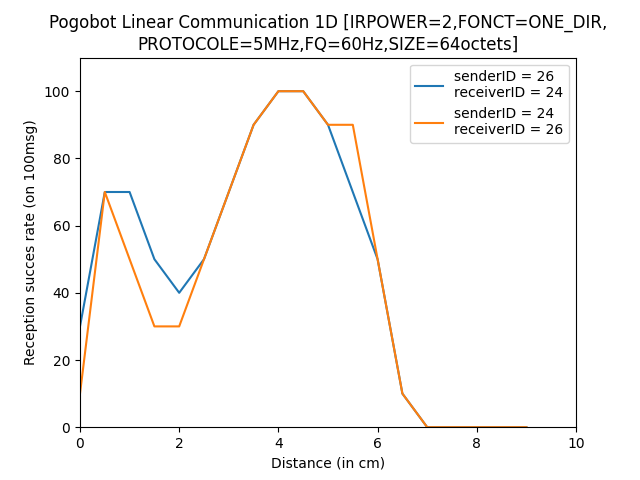 Pogobot Linear Communication 1D [IRPOWER=2,FONCT=ONE_DIR,
PROTOCOLE=5MHz,FQ=60Hz,SIZE=64octets]
senderID = 26
receiverID = 24
senderID = 24
receiverID = 26
Reception succes rate (on 100msg)
100
80
60
40
20
0
0 2 4 6 8 10
Distance (in cm)